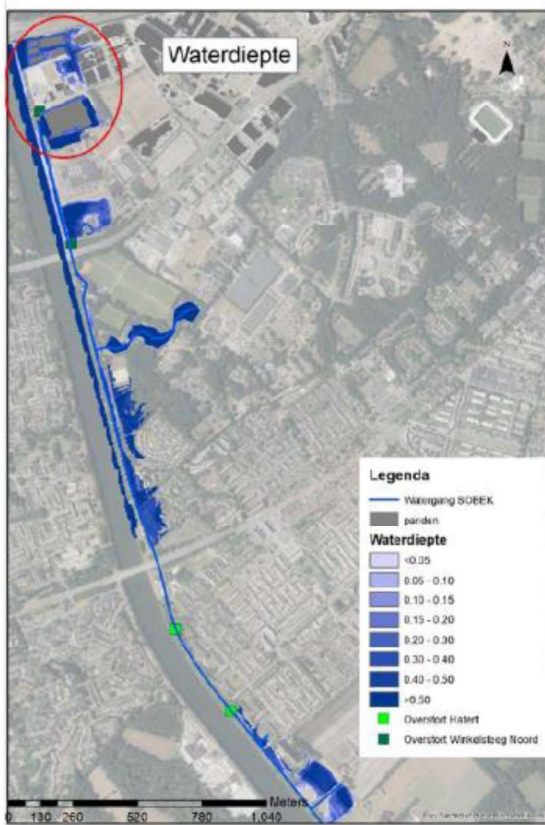 Waterdiepte
N
Legenda
Watergang SOBEK
panden
Waterdiepte
<0.05
0.05 - 0.10
0.10 - 0.15
0.15 - 0.20
0.20 - 0.30
0.30 - 0.40
0.40 - 0.50
>0.50
Overstort Hatert
Overstort Winkelsteeg Noord
Meters
0 130 260 520 780 1,040